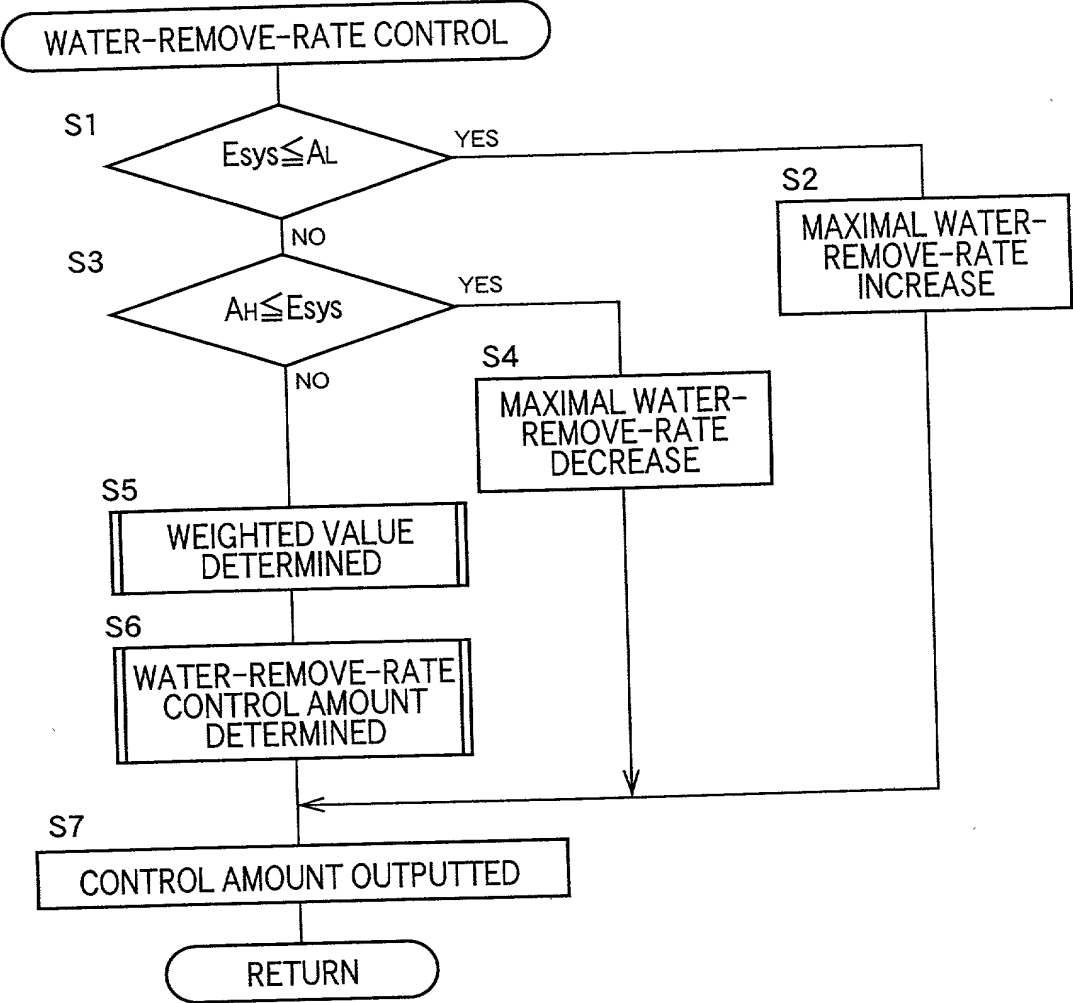 WATER-REMOVE-RATE CONTROL
S1
Esys≦AL
YES
NO
S2
MAXIMAL WATER-
REMOVE-RATE
INCREASE
S3
AH≦Esys
YES
NO
S4
MAXIMAL WATER-
REMOVE-RATE
DECREASE
S5
WEIGHTED VALUE
DETERMINED
S6
WATER-REMOVE-RATE
CONTROL AMOUNT
DETERMINED
S7
CONTROL AMOUNT OUTPUTTED
RETURN